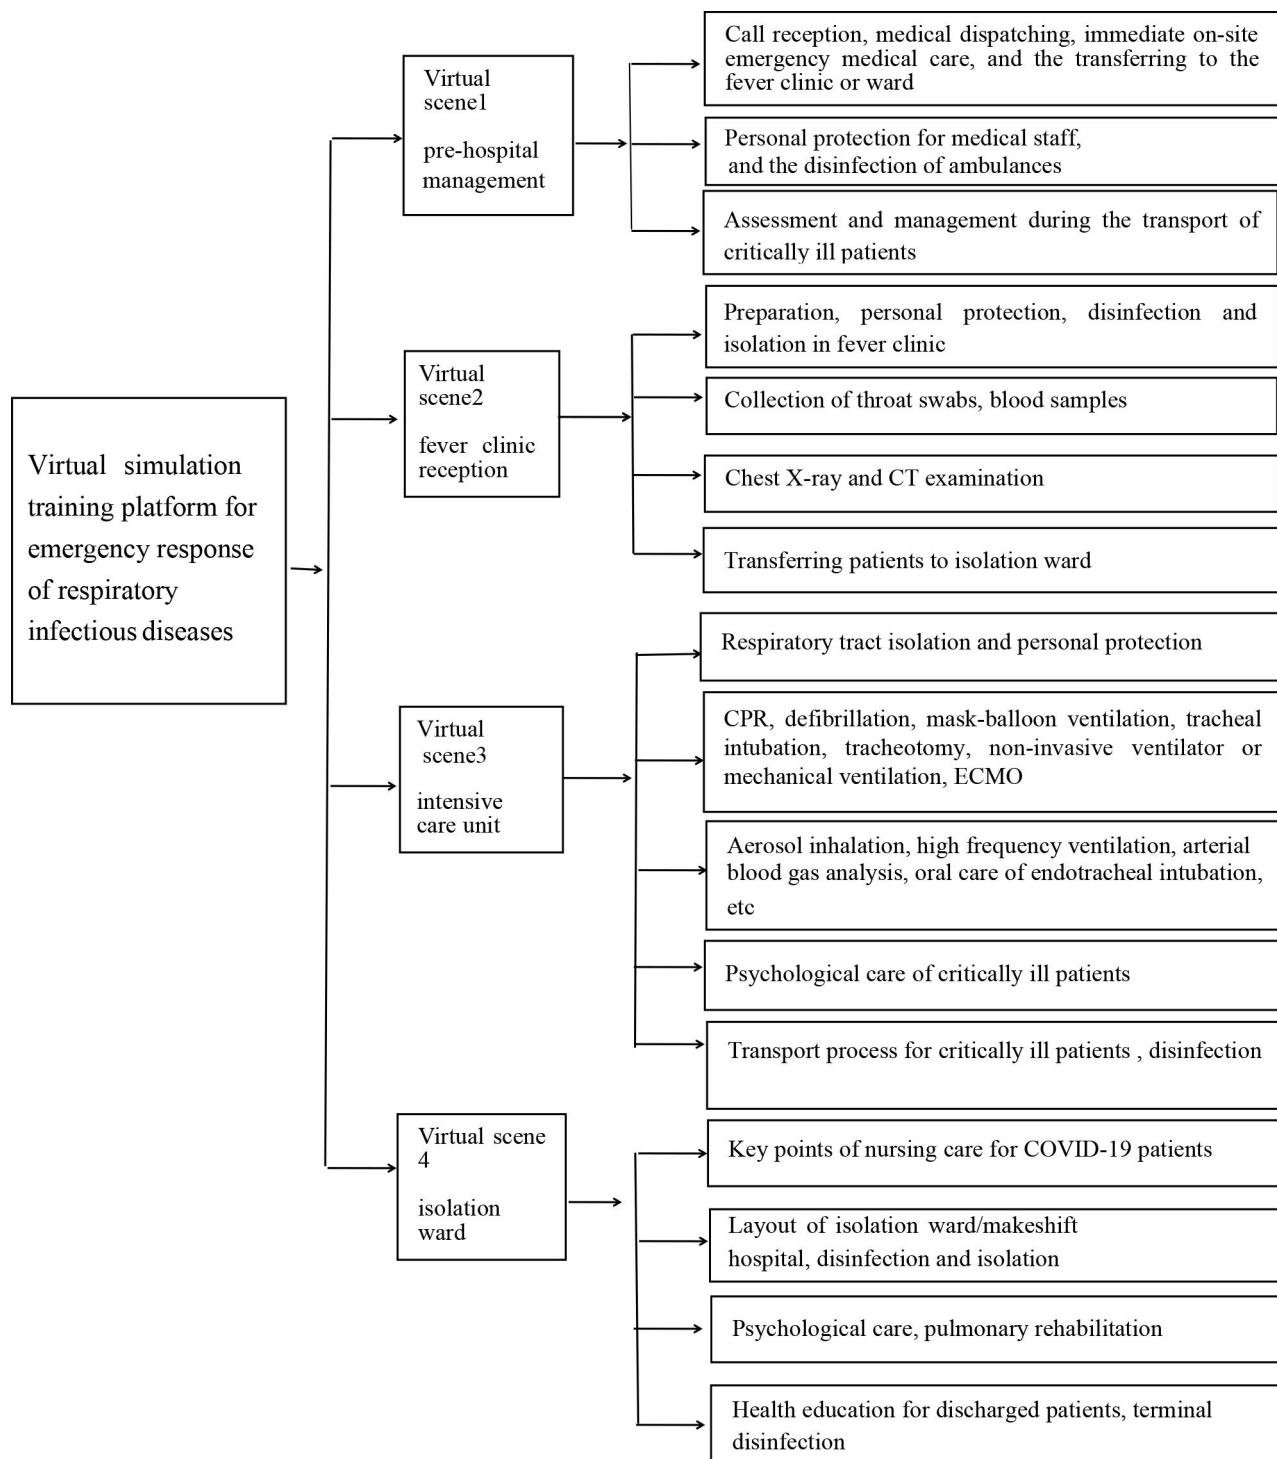 Virtual simulation
training platform for
emergency response
of respiratory
infectious diseases
Virtual
scene1
pre-hospital
management
Call reception, medical dispatching, immediate on-site
emergency medical care, and the transferring to the
fever clinic or ward
Personal protection for medical staff,
and the disinfection of ambulances
Assessment and management during the transport of
critically ill patients
Virtual
scene2
fever clinic
reception
Preparation, personal protection, disinfection and
isolation in fever clinic
Collection of throat swabs, blood samples
Chest X-ray and CT examination
Transferring patients to isolation ward
Virtual
scene3
intensive
care unit
Respiratory tract isolation and personal protection
CPR, defibrillation, mask-balloon ventilation, tracheal
intubation, tracheotomy, non-invasive ventilator or
mechanical ventilation, ECMO
Aerosol inhalation, high frequency ventilation, arterial
blood gas analysis, oral care of endotracheal intubation,
etc
Psychological care of critically ill patients
Transport process for critically ill patients , disinfection
Virtual scene
4
isolation
ward
Key points of nursing care for COVID-19 patients
Layout of isolation ward/makeshift
hospital, disinfection and isolation
Psychological care, pulmonary rehabilitation
Health education for discharged patients, terminal
disinfection